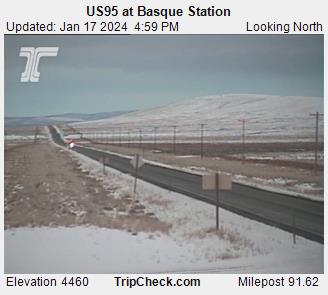 US95 at Basque Station
Updated: Jan 17 2024  4:59 PM Looking North
Elevation 4460 TripCheck.com Milepost 91.62